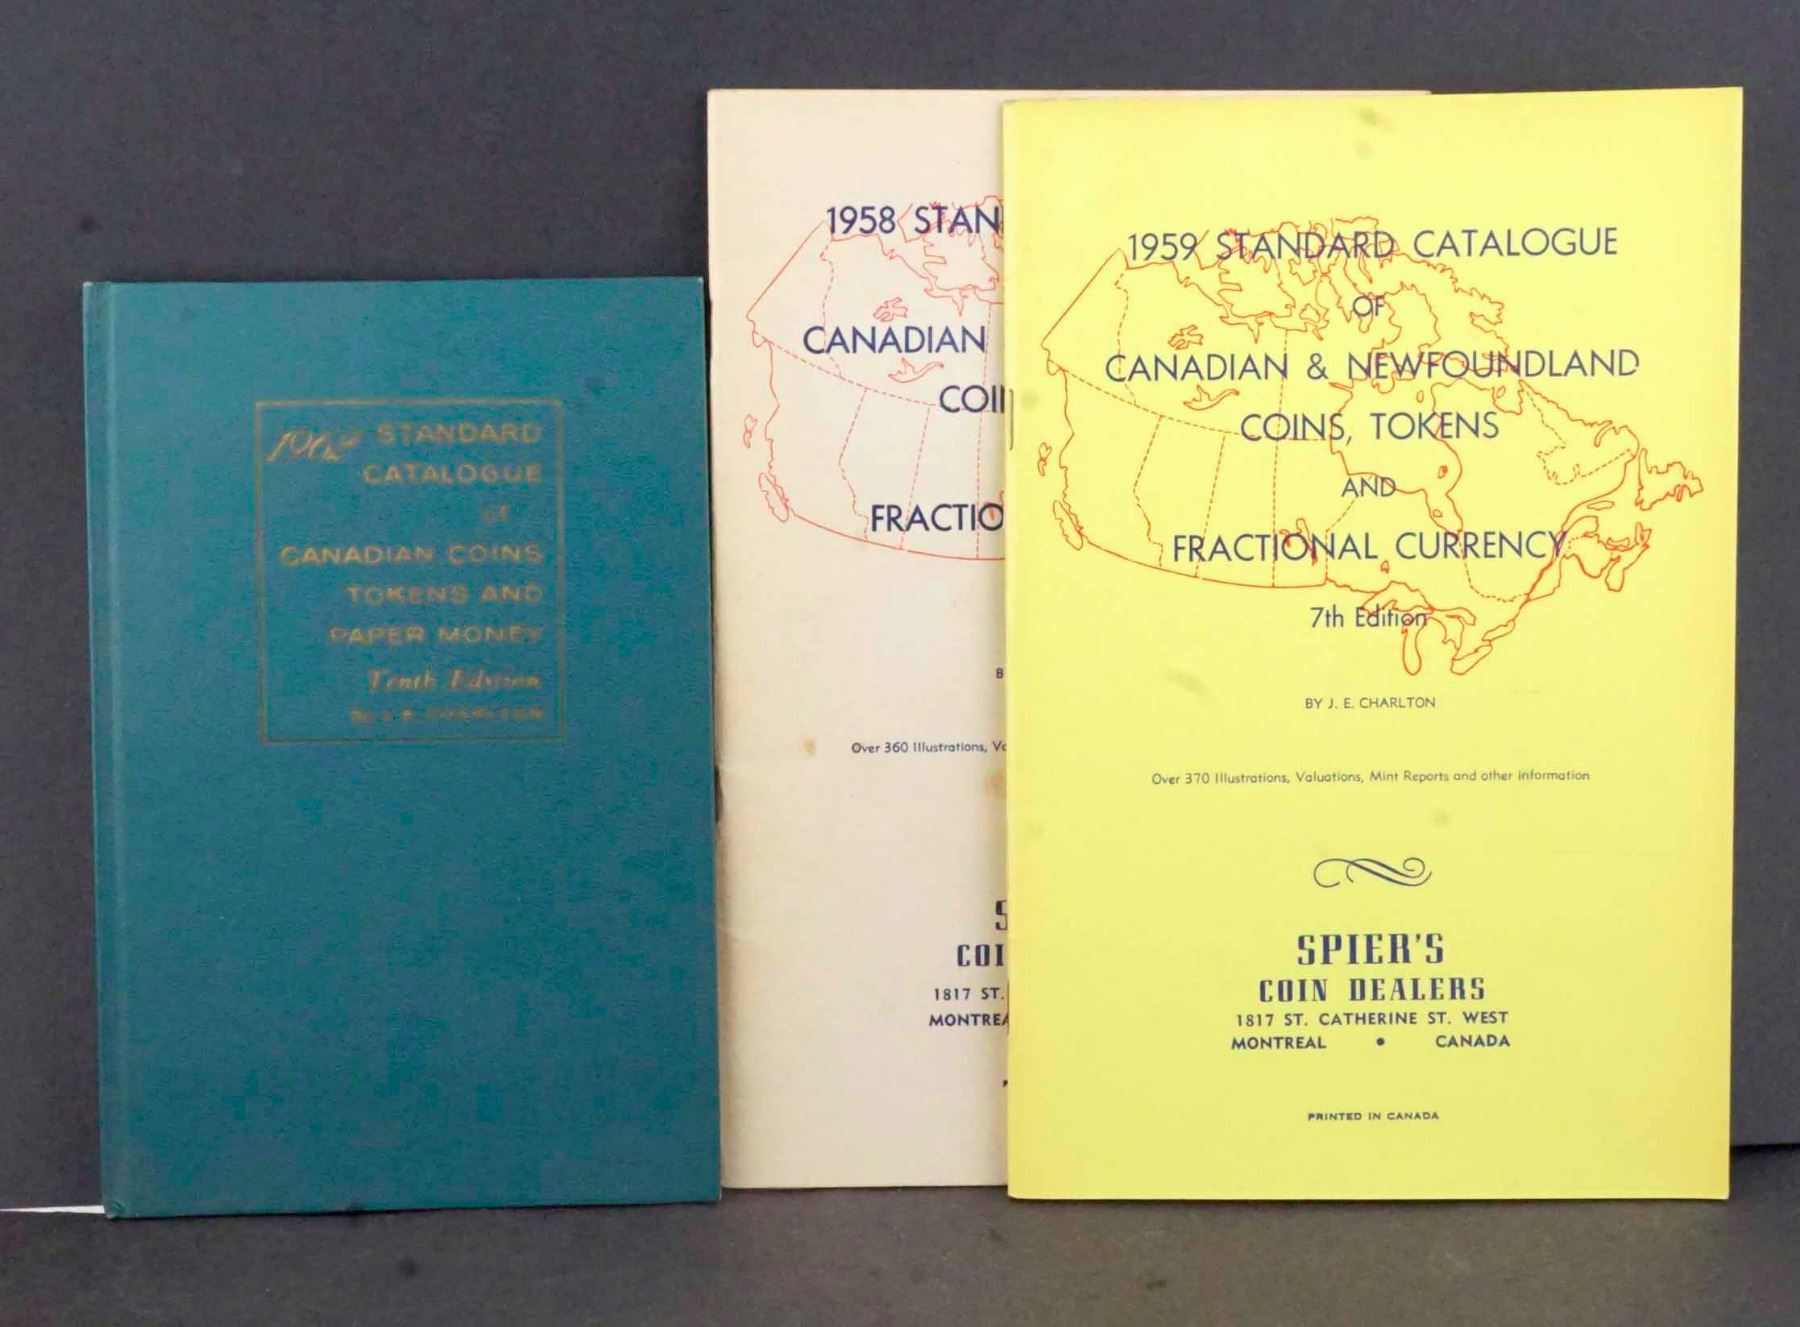 1962 STANDARD
CATALOGUE
of
CANADIAN COINS
TOKENS AND
PAPER MONEY
Tenth Edition
By J. E. CHARLTON
1958 STAN
CANADIAN
COI
FRACTIO
B
Over 360 Illustrations, Va
S
COI
1817 ST.
MONTREA
1959 STANDARD CATALOGUE
OF
CANADIAN & NEWFOUNDLAND
COINS, TOKENS
AND
FRACTIONAL CURRENCY
7th Edition
BY J. E. CHARLTON
Over 370 Illustrations, Valuations, Mint Reports and other information
SPIER'S
COIN DEALERS
1817 ST. CATHERINE ST. WEST
MONTREAL • CANADA
PRINTED IN CANADA